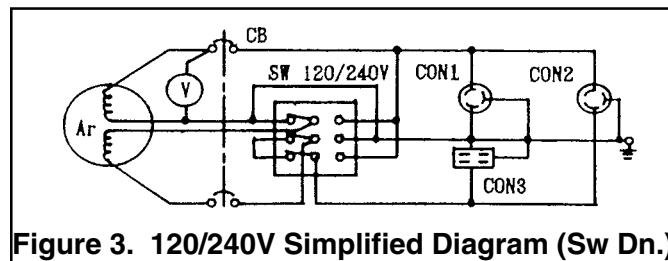 CB
SW 120/240V
CON1
CON2
V
Ar
CON3
Figure 3. 120/240V Simplified Diagram (Sw Dn.)